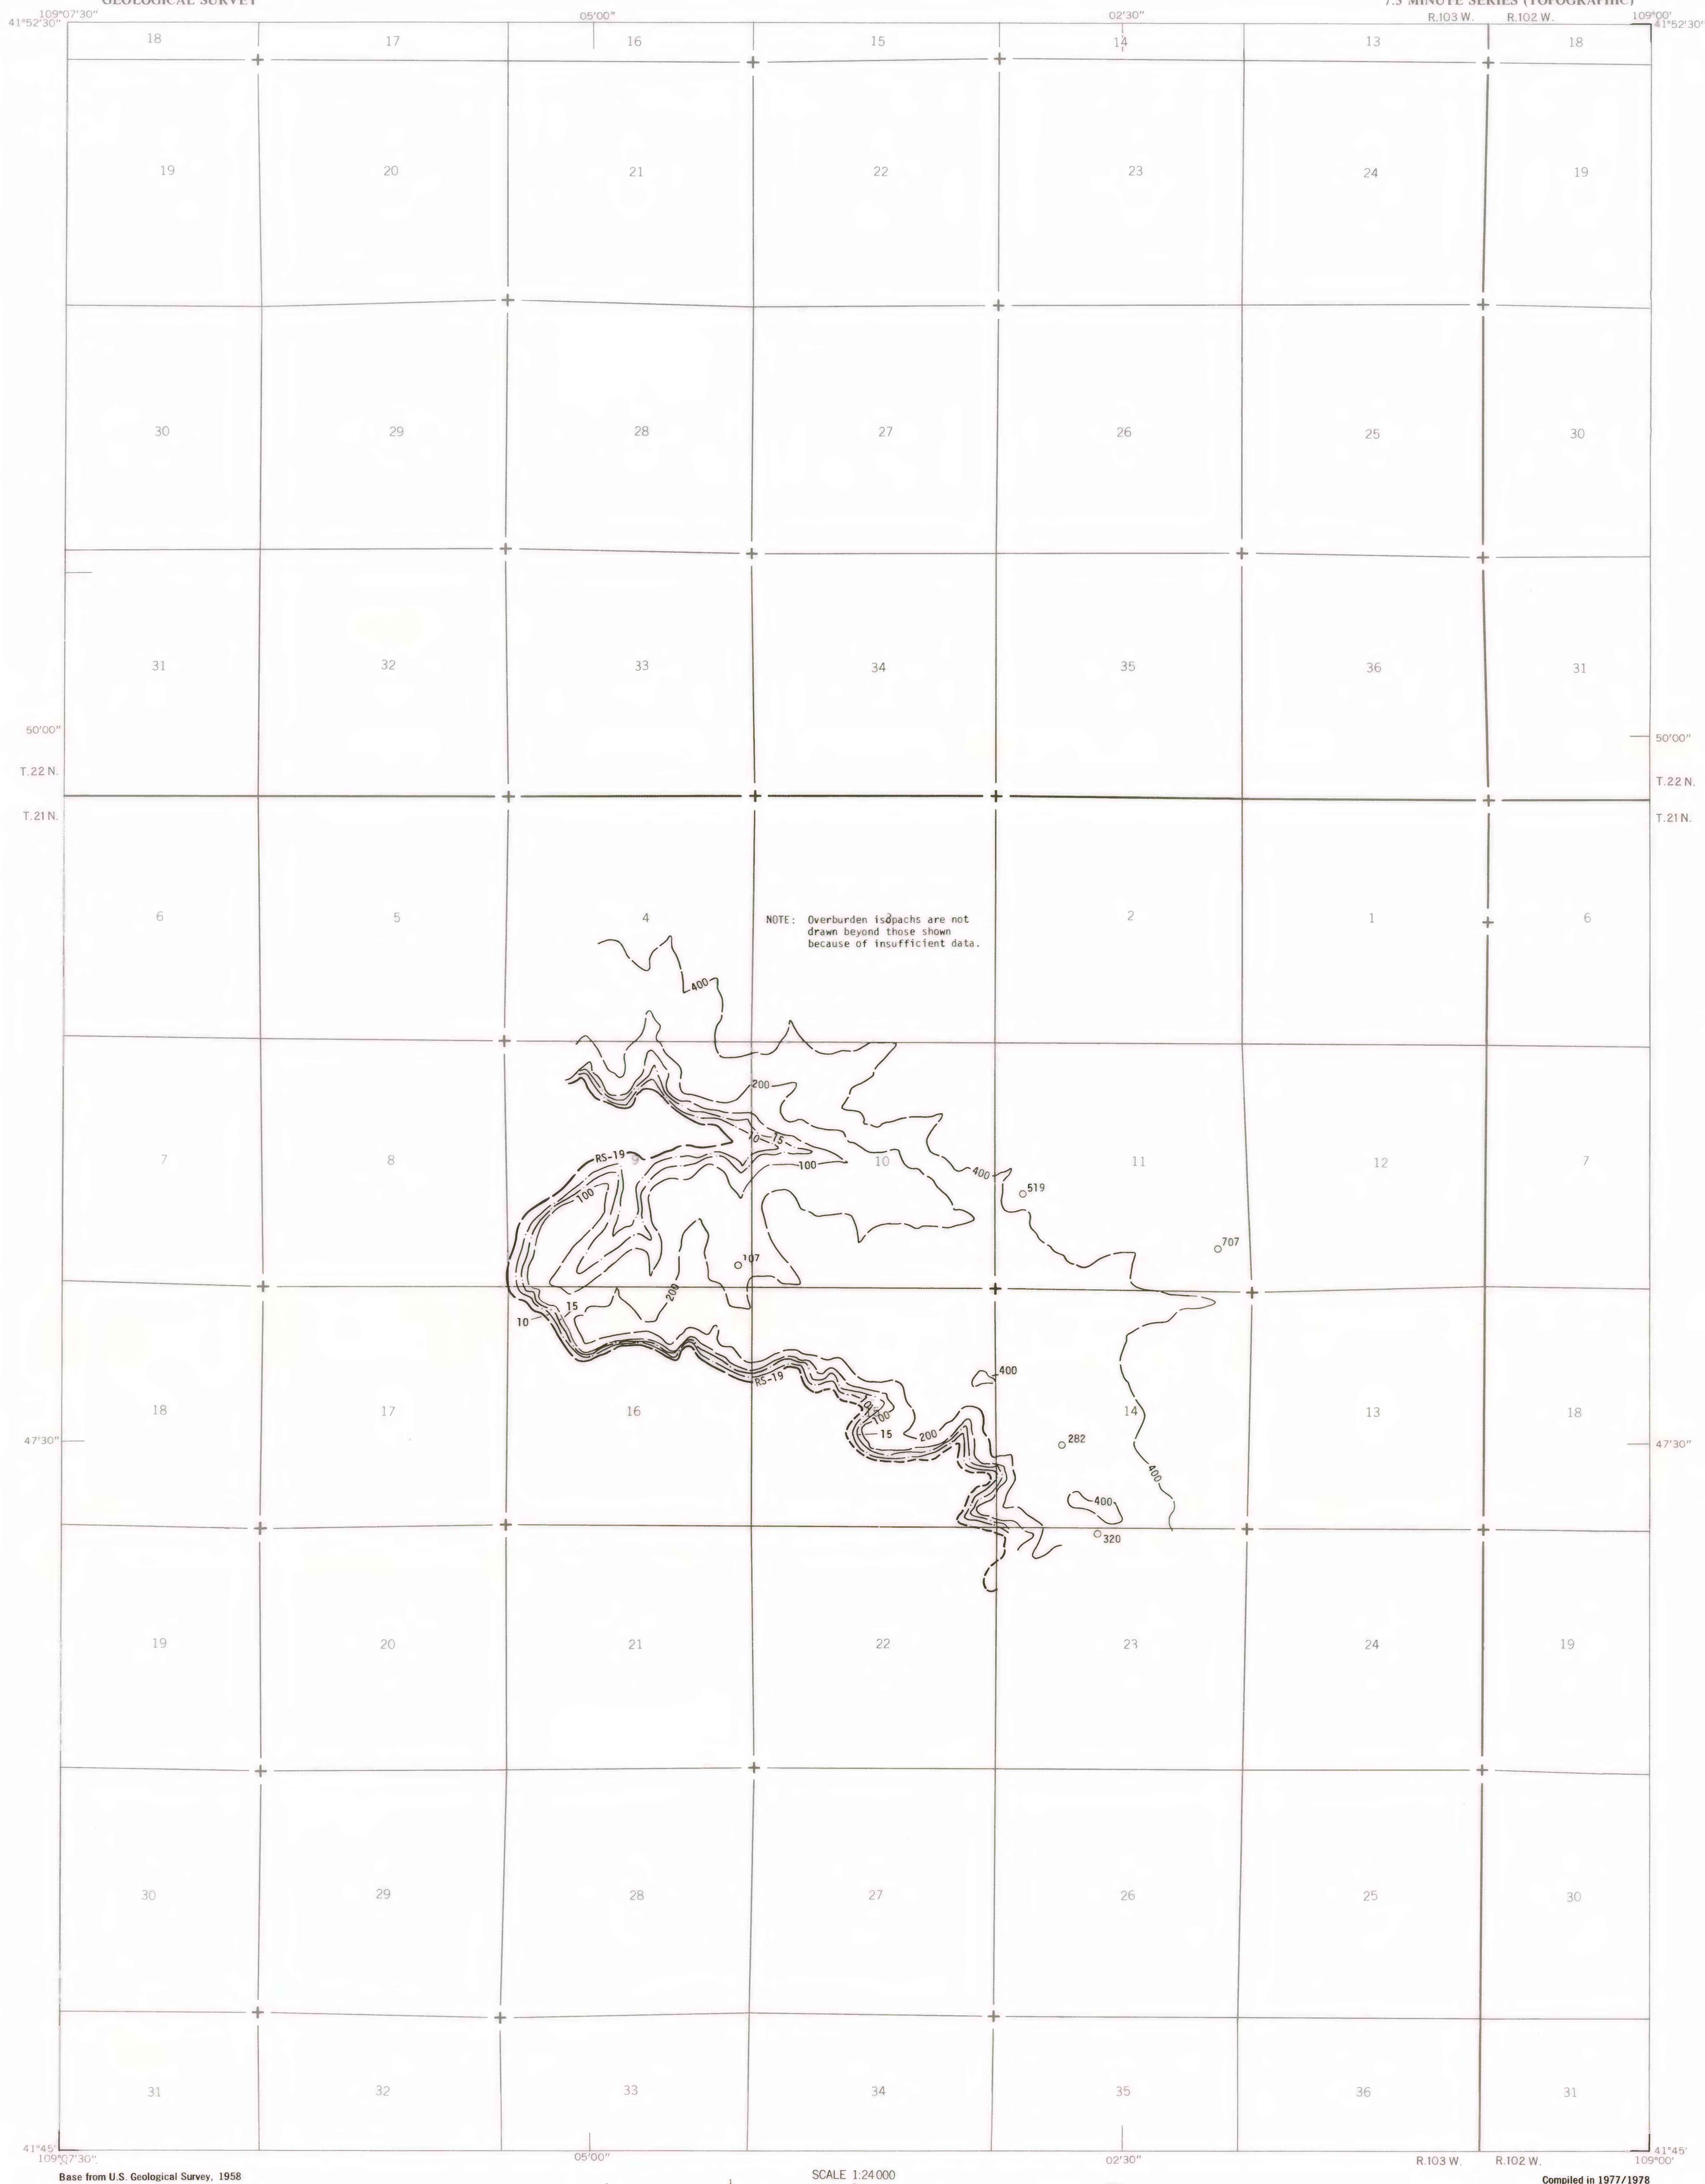 GEOLOGICAL SURVEY
7.5 MINUTE SERIES (TOPOGRAPHIC)
109°07'30" 05'00" 02'30" R.103 W. R.102 W. 109°00'
41°52'30" 41°52'30"
18 17 16 15 14 13 18
19 20 21 22 23 24 19
30 29 28 27 26 25 30
31 32 33 34 35 36 31
50'00" 50'00"
T.22 N. T.22 N.
T.21 N. T.21 N.
6 5 4 2 1 6
NOTE: Overburden isopachs are not
drawn beyond those shown
because of insufficient data.
400
200
10 15
7 8 RS-19 9 100 10 11 12 7
400
519
100
707
107
200
15
10
400
RS-19
18 17 16 14 13 18
100
15 200
282
47'30" 47'30"
400
400
320
19 20 21 22 23 24 19
30 29 28 27 26 25 30
31 32 33 34 35 36 31
41°45' 41°45'
109°07'30" 05'00" 02'30" R.103 W. R.102 W. 109°00'
Base from U.S. Geological Survey, 1958
SCALE 1:24 000
Compiled in 1977/1978